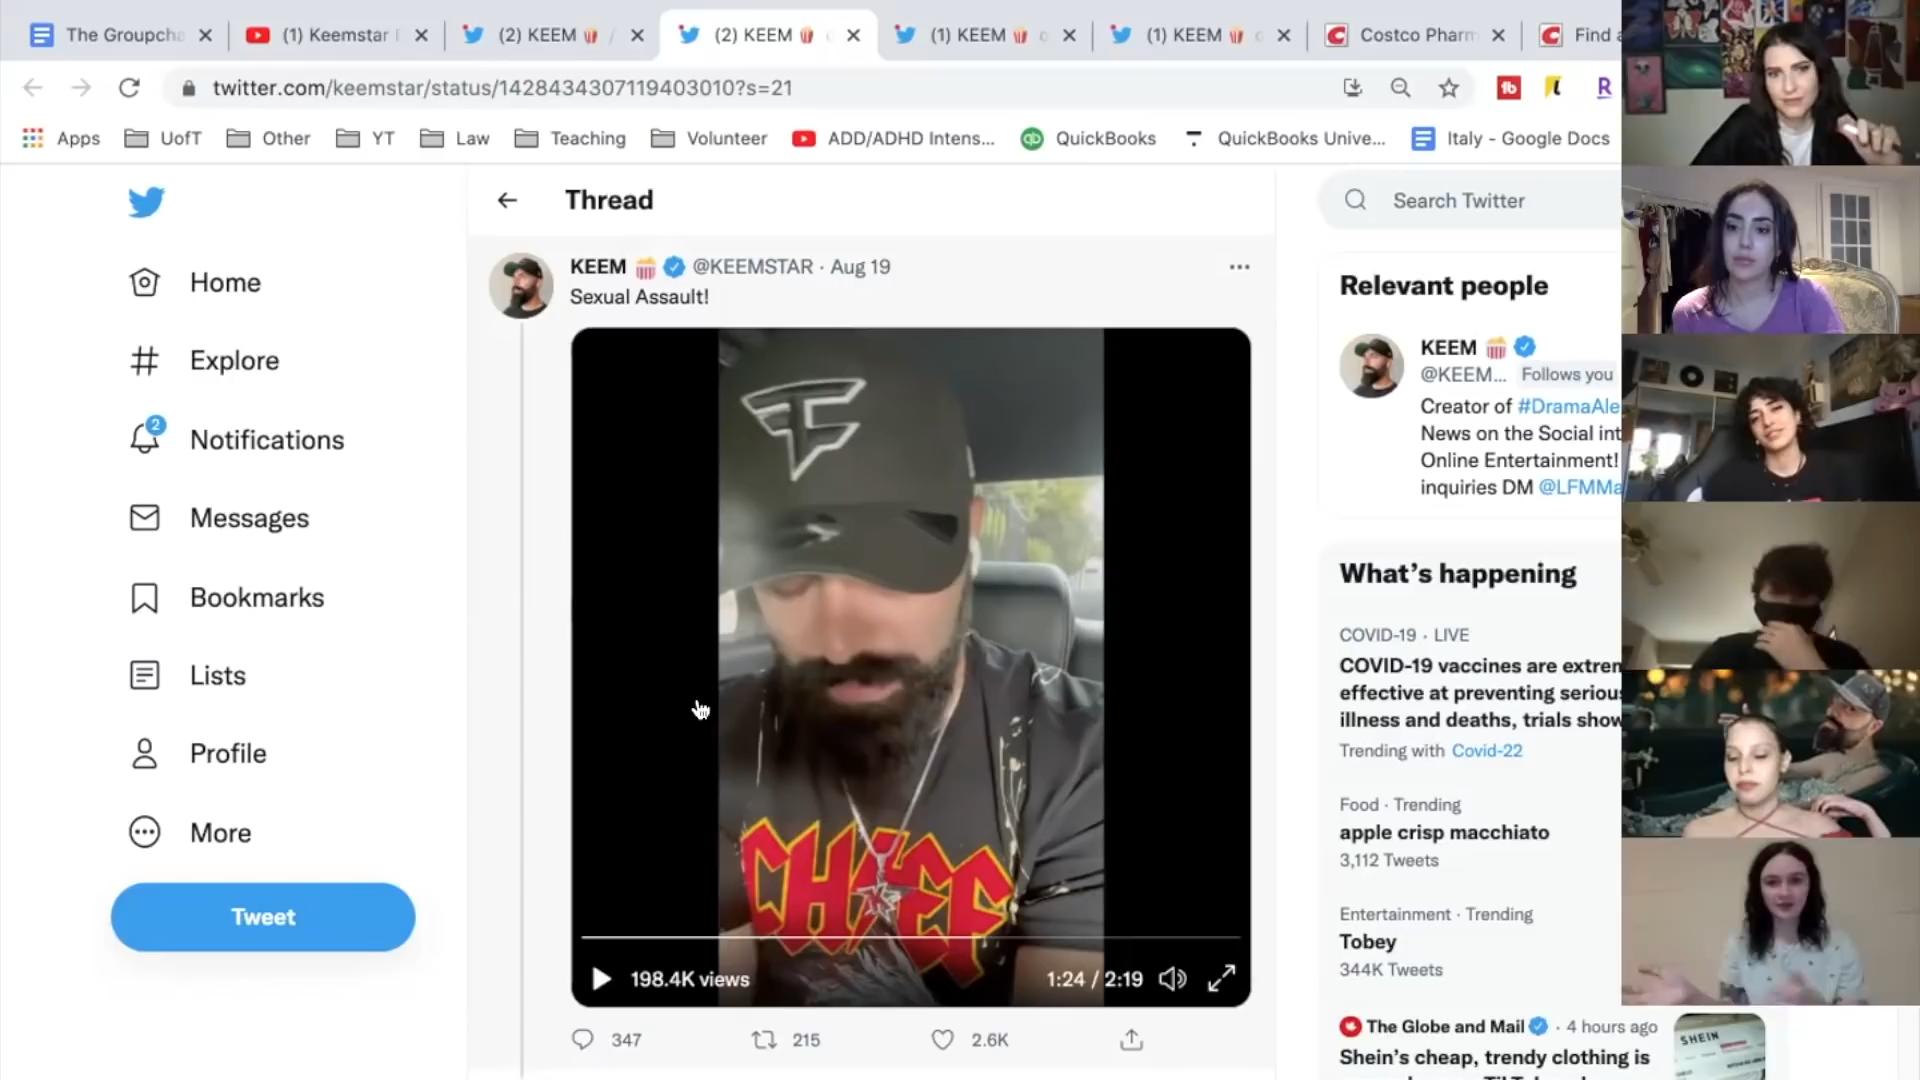 The Groupcha
(1) Keemstar
(2) KEEM
(2) KEEM
(1) KEEM
(1) KEEM
Costco Pharm
Find a
twitter.com/keemstar/status/1428434307119403010?s=21
Apps
UofT
Other
YT
Law
Teaching
Volunteer
ADD/ADHD Intens...
QuickBooks
QuickBooks Unive...
Italy - Google Docs
Home
Explore
2
Notifications
Messages
Bookmarks
Lists
Profile
More
Tweet
Thread
KEEM 🍿 @KEEMSTAR · Aug 19
Sexual Assault!
CHIEF
198.4K views
1:24 / 2:19
347
215
2.6K
Search Twitter
Relevant people
KEEM 🍿
@KEEM... Follows you
Creator of #DramaAle
News on the Social int
Online Entertainment!
inquiries DM @LFMMa
What's happening
COVID-19 · LIVE
COVID-19 vaccines are extrem
effective at preventing serious
illness and deaths, trials show
Trending with Covid-22
Food · Trending
apple crisp macchiato
3,112 Tweets
Entertainment · Trending
Tobey
344K Tweets
The Globe and Mail · 4 hours ago
Shein's cheap, trendy clothing is
SHEIN